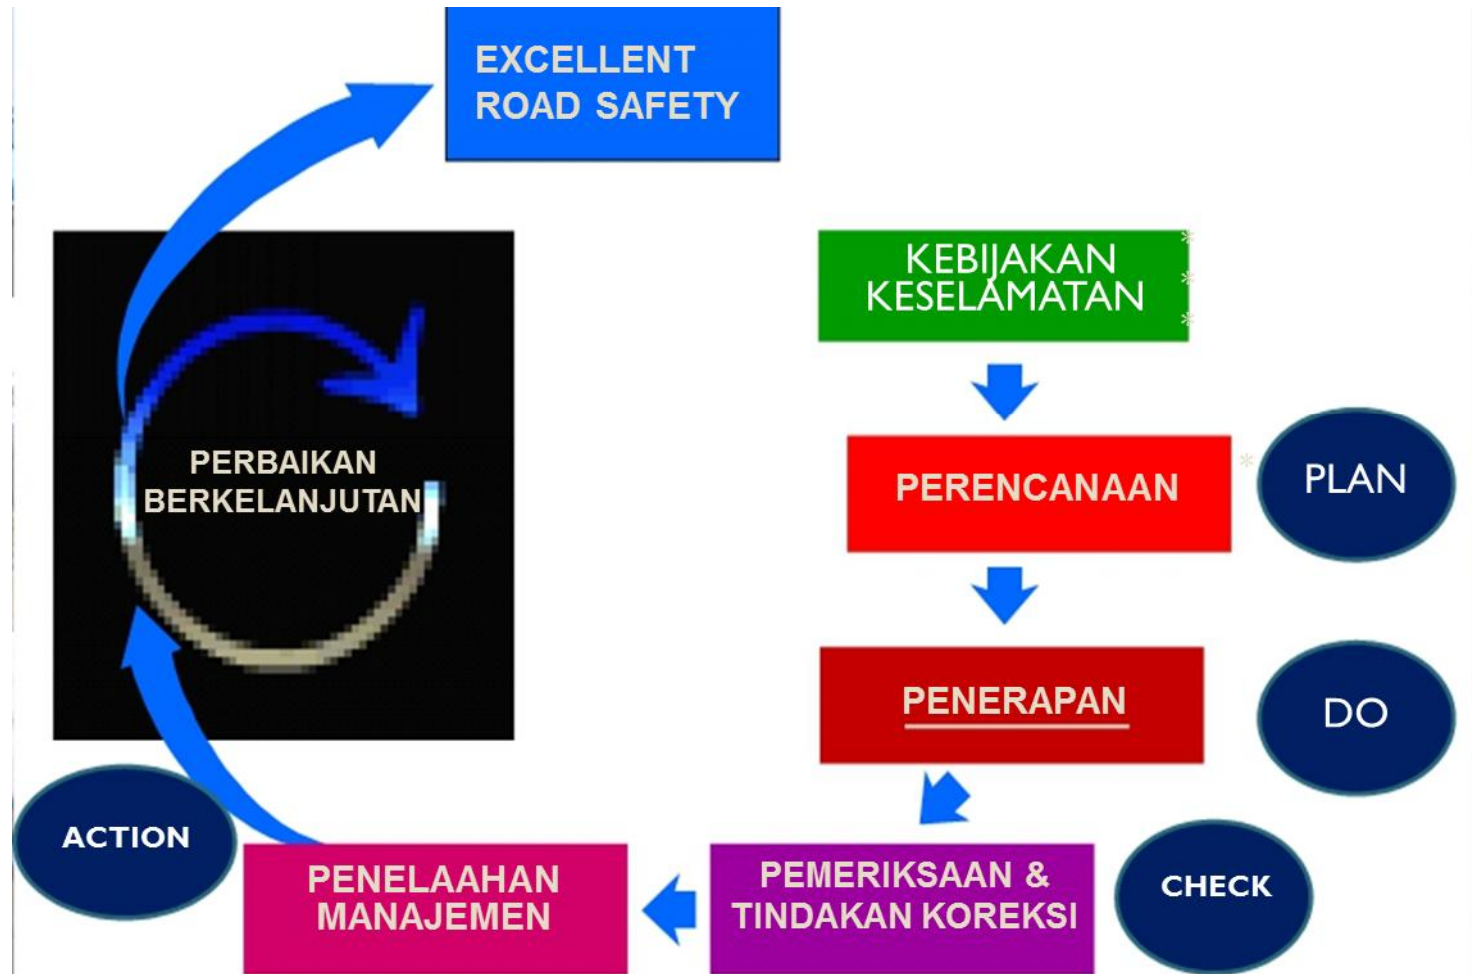 EXCELLENT
ROAD SAFETY
KEBIJAKAN
KESELAMATAN
*
*
*
PERENCANAAN
*
PLAN
PERBAIKAN
BERKELANJUTAN
PENERAPAN
DO
PEMERIKSAAN &
TINDAKAN KOREKSI
CHECK
PENELAAHAN
MANAJEMEN
ACTION